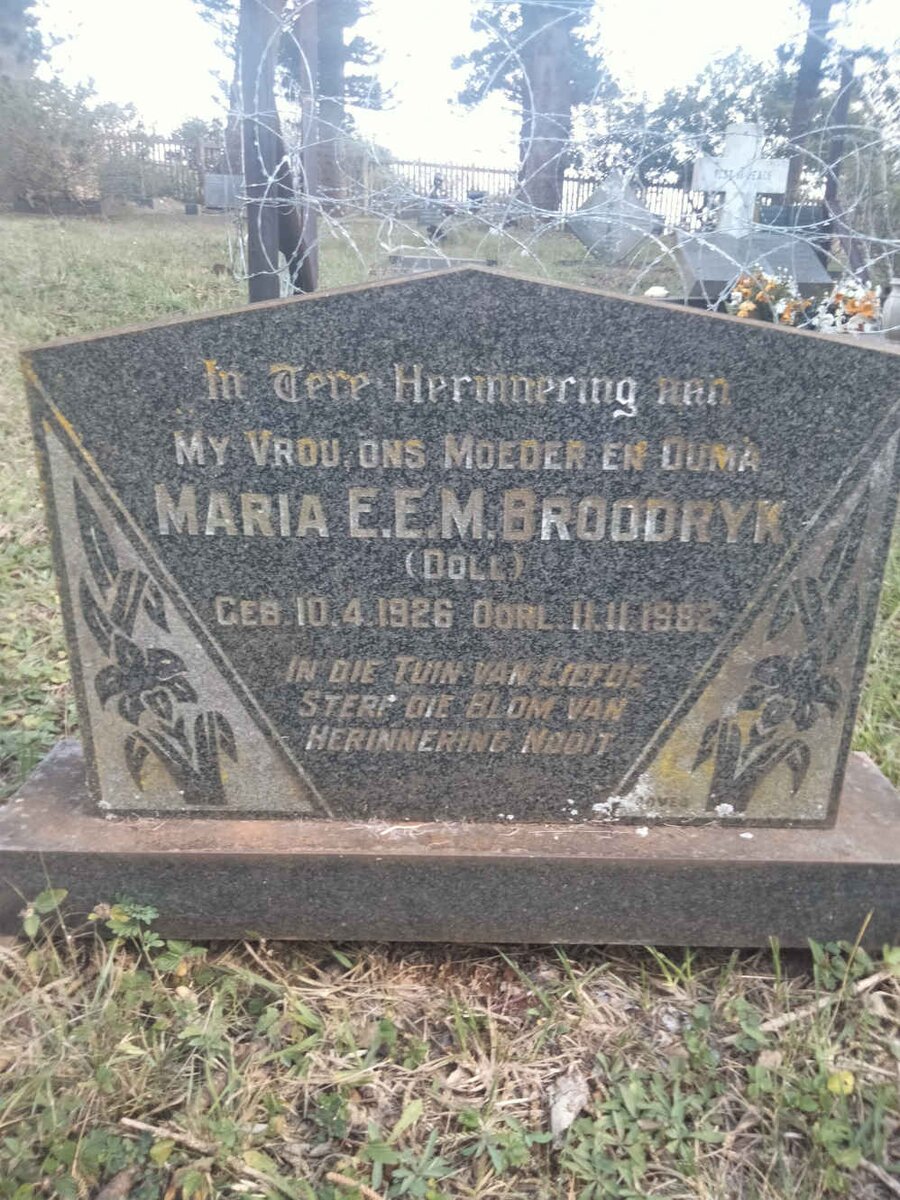 In Tere Herinnering aan
MY VROU, ONS MOEDER EN OUMA
MARIA E.E.M. BROODRYK
(DOLL)
GEB. 10.4.1926 OORL. 11.11.1982
IN DIE TUIN VAN LIEFDE
STERF DIE BLOM VAN
HERINNERING NOOIT